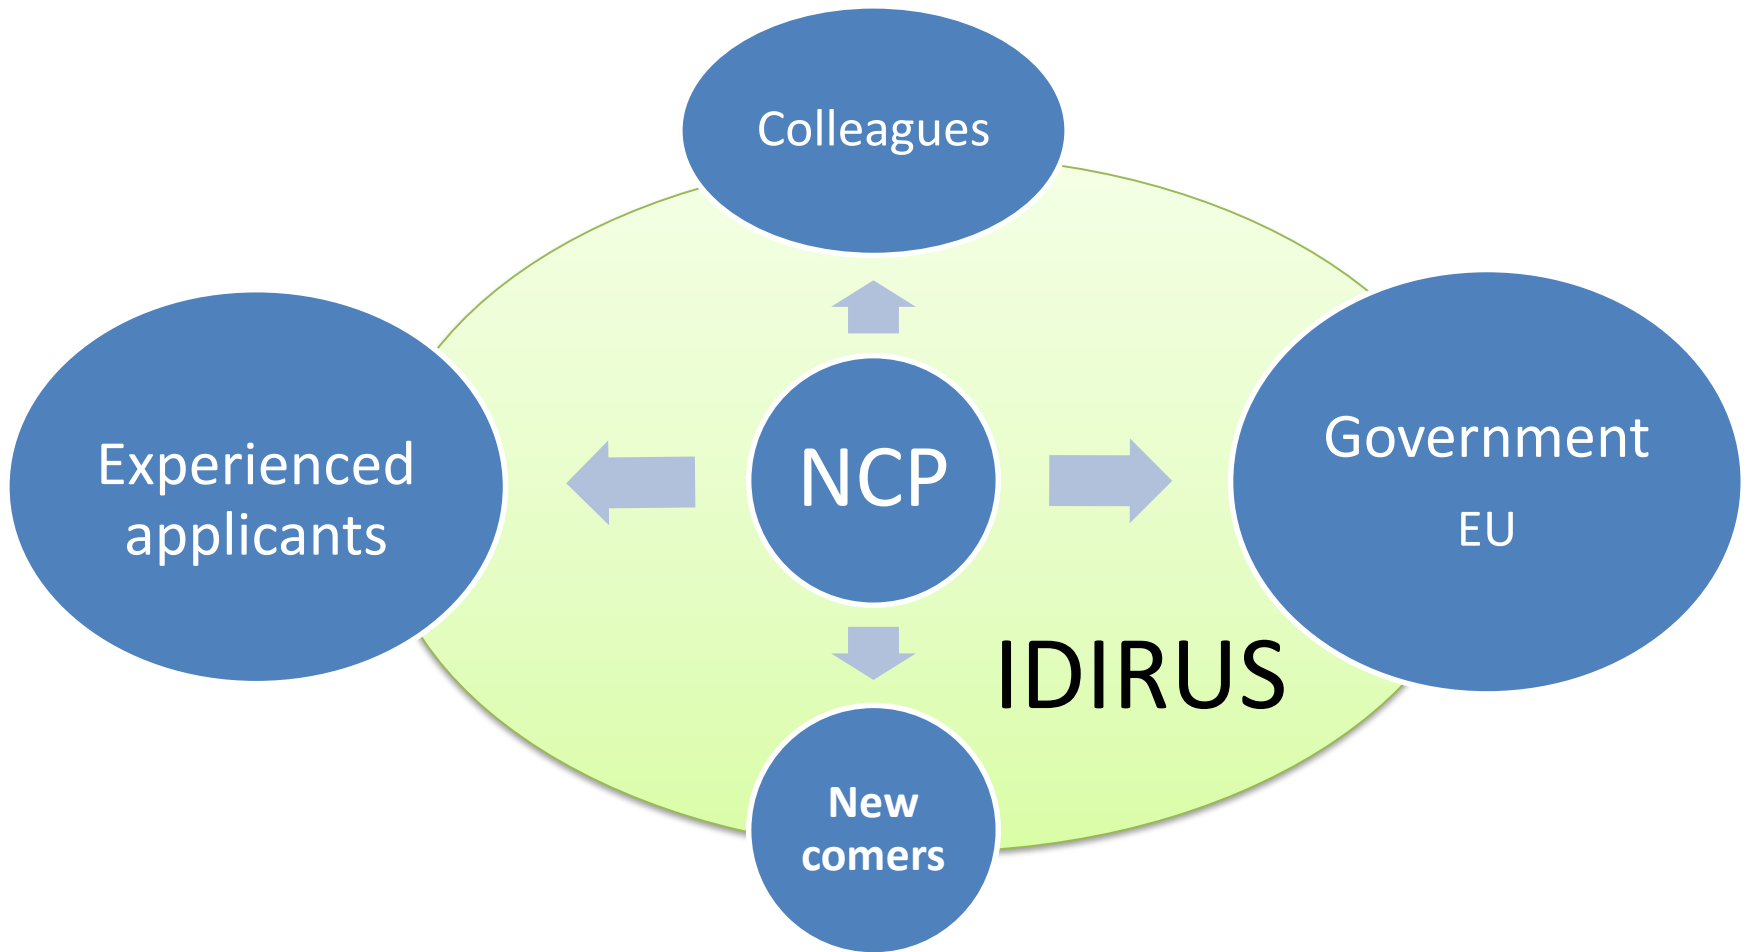 Colleagues
Experienced
applicants
NCP
Government
EU
IDIRUS
New
comers